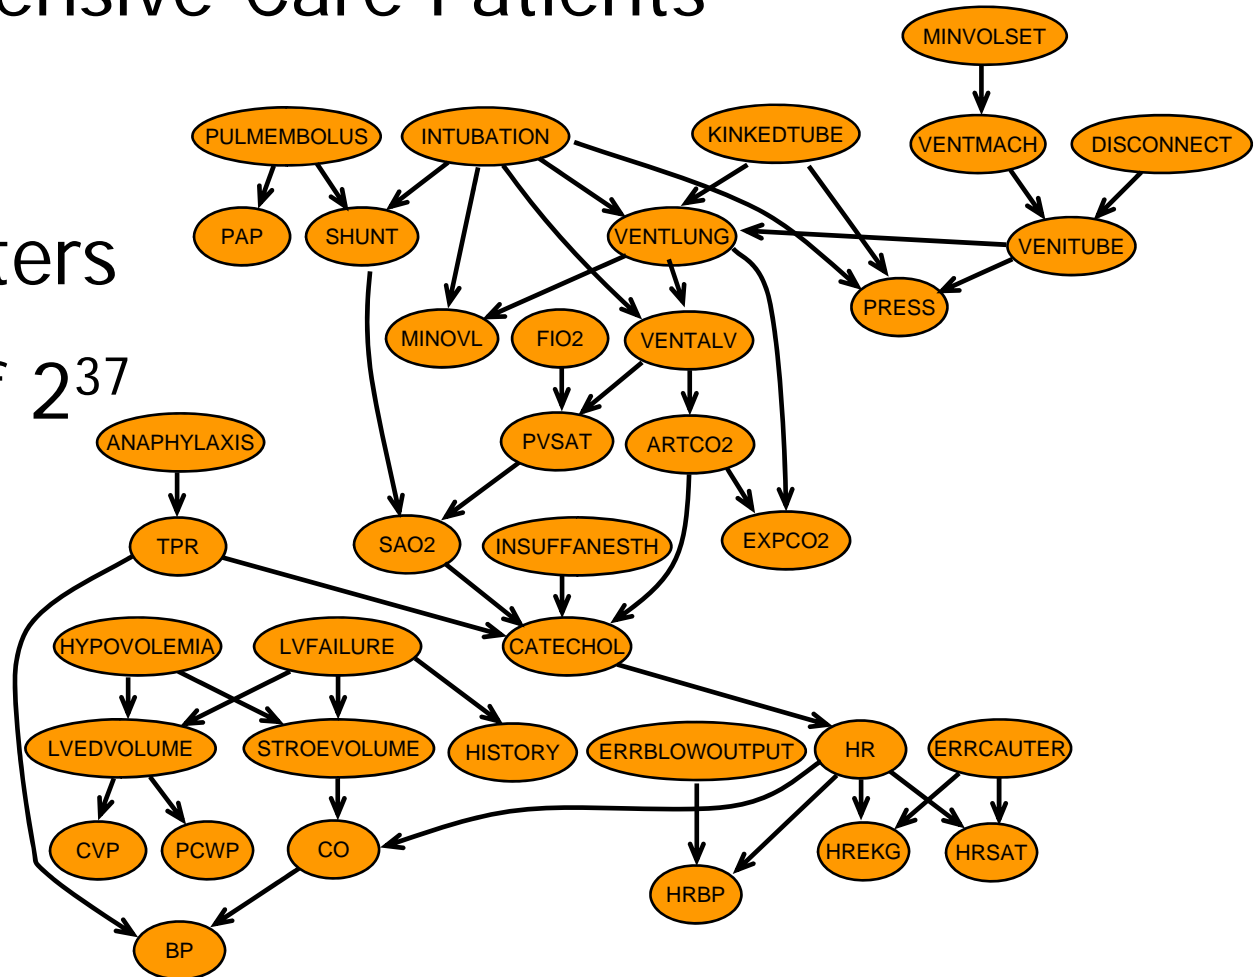 ensive Care Patients
MINVOLSET
PULMEMBOLUS INTUBATION KINKEDTUBE VENTMACH DISCONNECT
PAP SHUNT VENTLUNG VENITUBE
ters
PRESS
MINOVL FIO2 VENTALV
f 2^37
ANAPHYLAXIS PVSAT ARTCO2
TPR SAO2 INSUFFANESTH EXPCO2
HYPOVOLEMIA LVFAILURE CATECHOL
LVEDVOLUME STROEVOLUME HISTORY ERRBLOWOUTPUT HR ERRCAUTER
CVP PCWP CO HREKG HRSAT
HRBP
BP